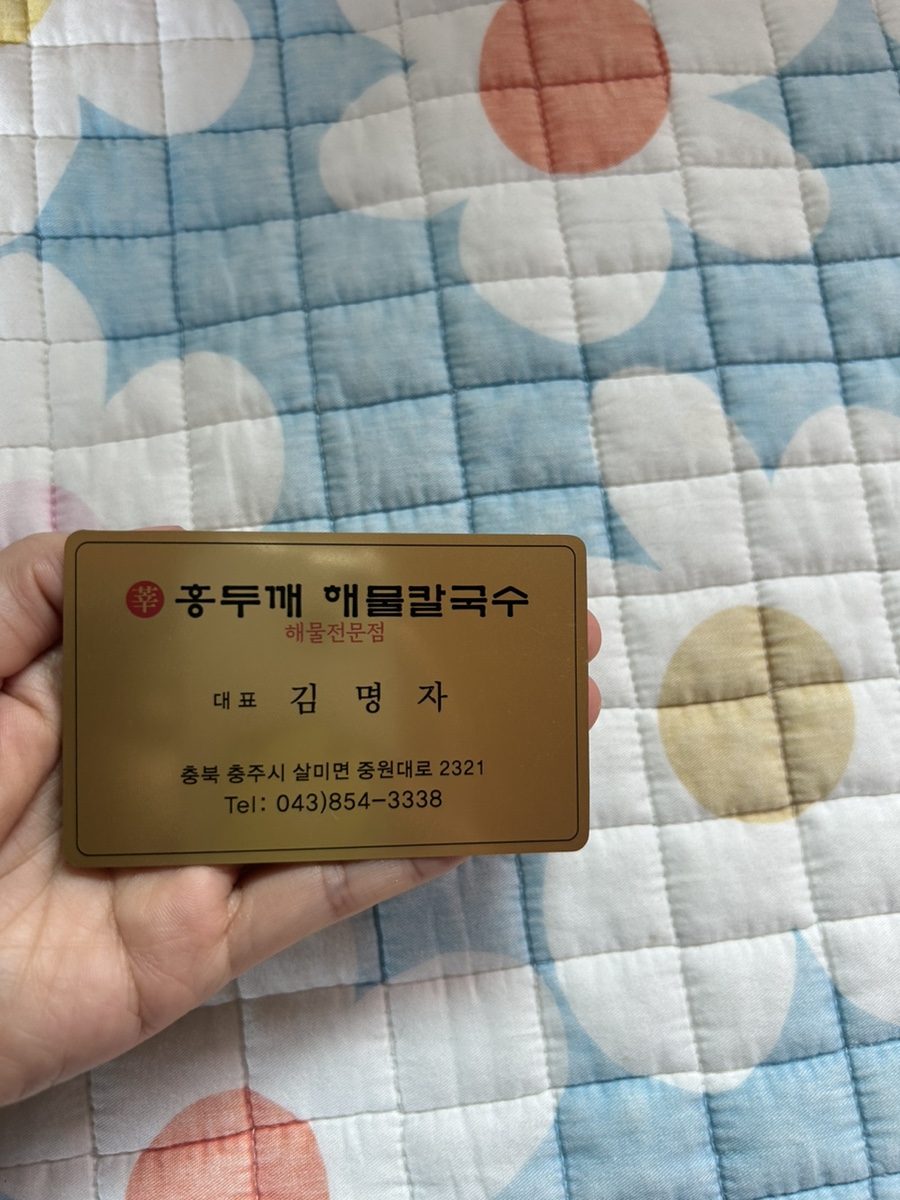 홍두깨 해물칼국수
해물전문점
대표 김 명 자
충북 충주시 살미면 중원대로 2321
Tel: 043)854-3338